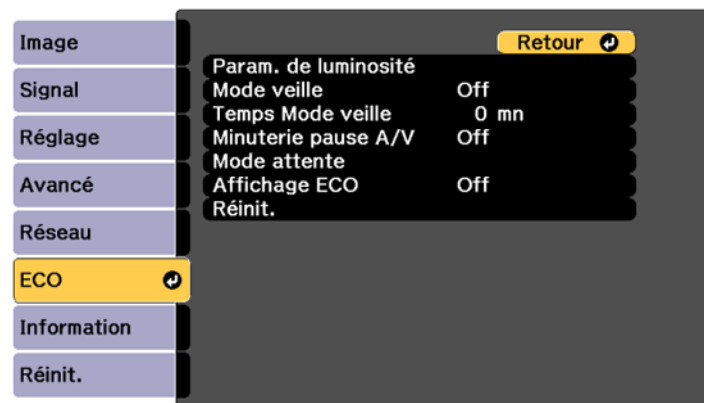 Image
Signal
Réglage
Avancé
Réseau
ECO
Information
Réinit.
Retour
Param. de luminosité
Mode veille Off
Temps Mode veille 0 mn
Minuterie pause A/V Off
Mode attente
Affichage ECO Off
Réinit.